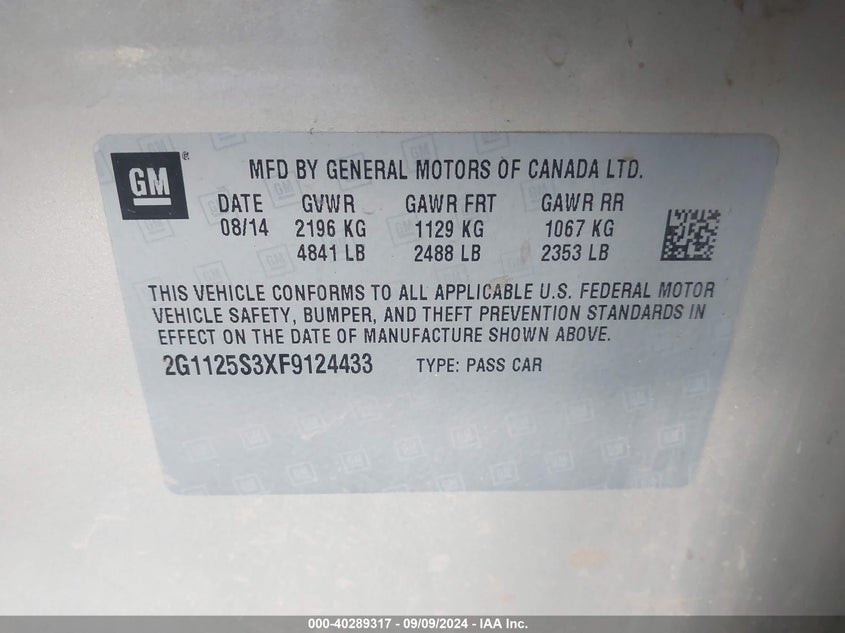 GM ®
MFD BY GENERAL MOTORS OF CANADA LTD.
DATE GVWR GAWR FRT GAWR RR
08/14 2196 KG 1129 KG 1067 KG
4841 LB 2488 LB 2353 LB
THIS VEHICLE CONFORMS TO ALL APPLICABLE U.S. FEDERAL MOTOR
VEHICLE SAFETY, BUMPER, AND THEFT PREVENTION STANDARDS IN
EFFECT ON THE DATE OF MANUFACTURE SHOWN ABOVE.
2G1125S3XF9124433 TYPE: PASS CAR
000-40289317 - 09/09/2024 - IAA Inc.